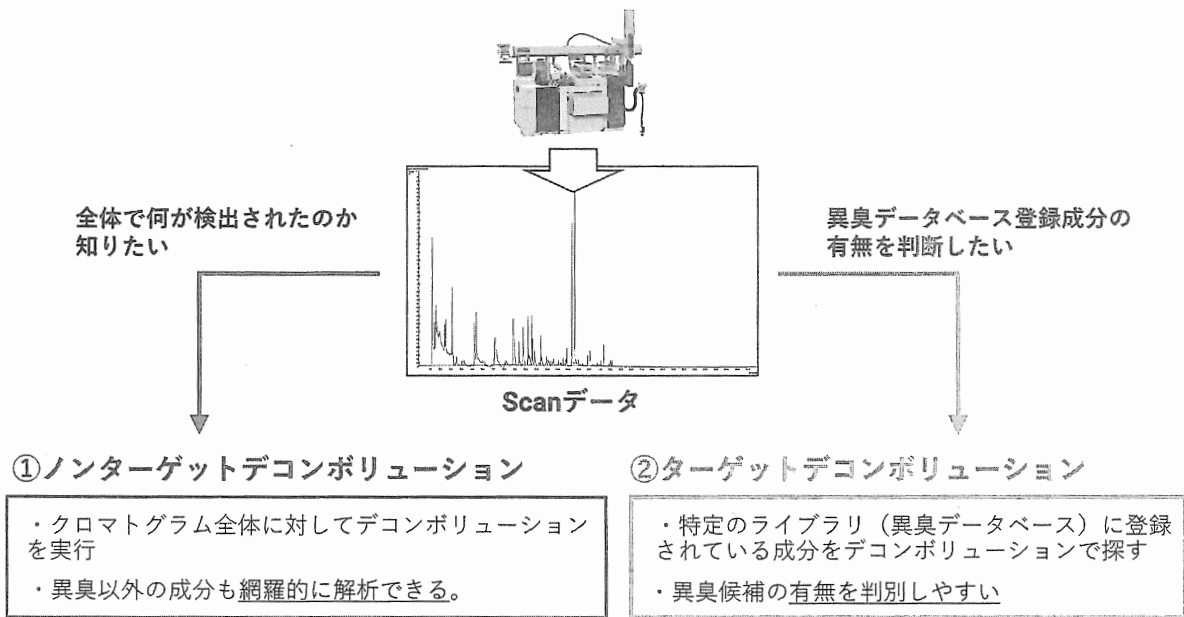 全体で何が検出されたのか
知りたい
異臭データベース登録成分の
有無を判断したい
Scanデータ
①ノンターゲットデコンボリューション
・クロマトグラム全体に対してデコンボリューション
を実行
・異臭以外の成分も網羅的に解析できる。
②ターゲットデコンボリューション
・特定のライブラリ（異臭データベース）に登録
されている成分をデコンボリューションで探す
・異臭候補の有無を判別しやすい